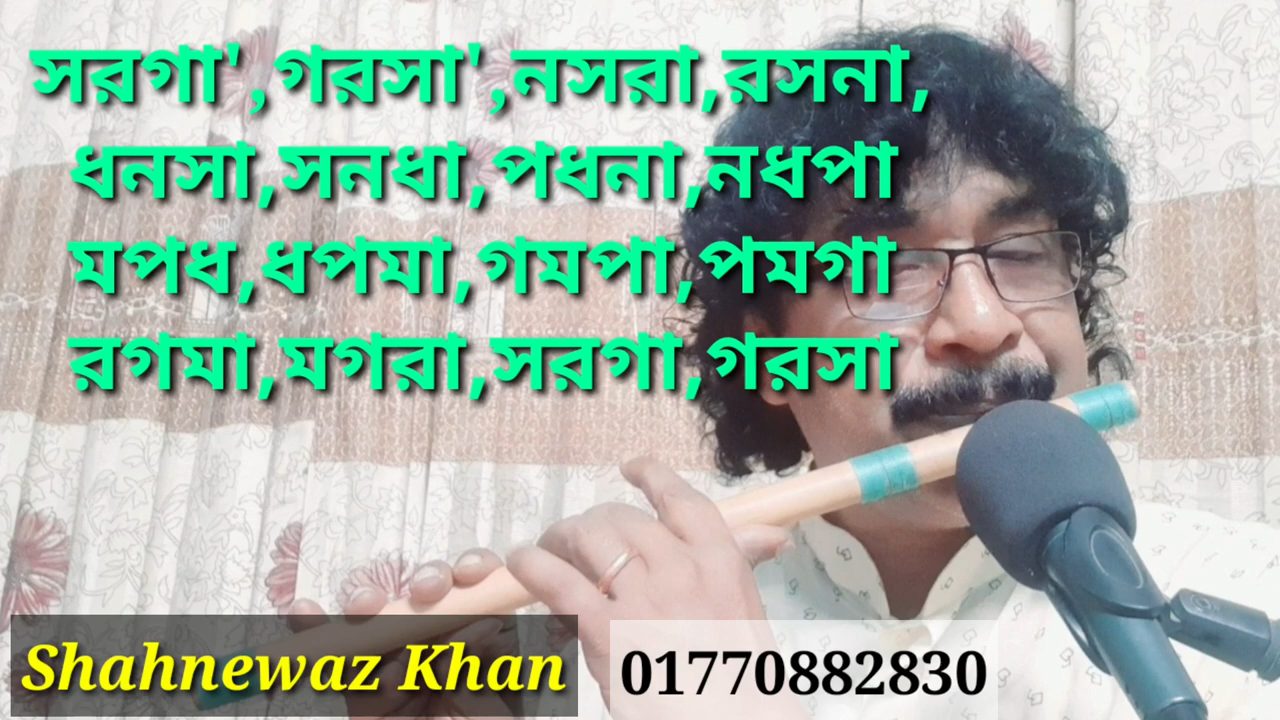 সরগা',গরসা',নসরা,রসনা,
ধনসা,সনধা,পধনা,নধপা
মপধ,ধপমা,গমপা,পমগা
রগমা,মগরা,সরগা,গরসা
Shahnewaz Khan
01770882830